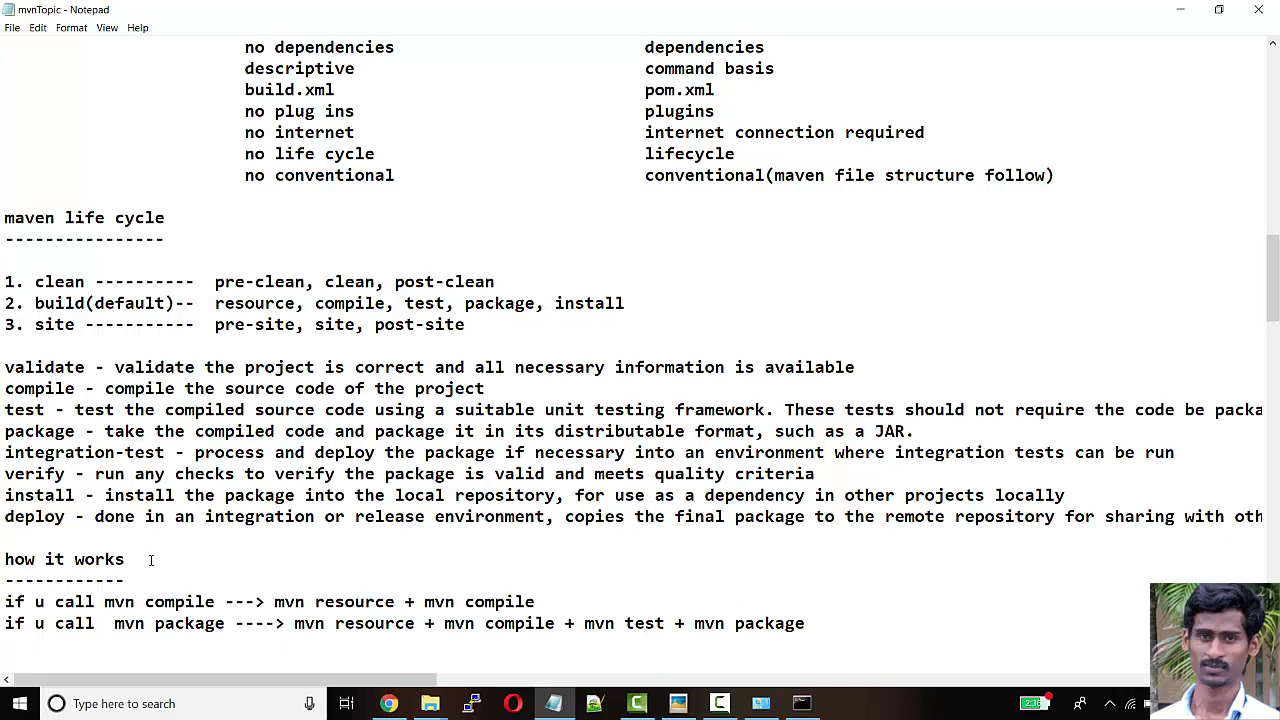 mvnTopic - Notepad
File Edit Format View Help
no dependencies dependencies
descriptive command basis
build.xml pom.xml
no plug ins plugins
no internet internet connection required
no life cycle lifecycle
no conventional conventional(maven file structure follow)
maven life cycle
----------------
1. clean ---------- pre-clean, clean, post-clean
2. build(default)-- resource, compile, test, package, install
3. site ----------- pre-site, site, post-site
validate - validate the project is correct and all necessary information is available
compile - compile the source code of the project
test - test the compiled source code using a suitable unit testing framework. These tests should not require the code be packa
package - take the compiled code and package it in its distributable format, such as a JAR.
integration-test - process and deploy the package if necessary into an environment where integration tests can be run
verify - run any checks to verify the package is valid and meets quality criteria
install - install the package into the local repository, for use as a dependency in other projects locally
deploy - done in an integration or release environment, copies the final package to the remote repository for sharing with oth
how it works
------------
if u call mvn compile ---> mvn resource + mvn compile
if u call mvn package ----> mvn resource + mvn compile + mvn test + mvn package
Type here to search